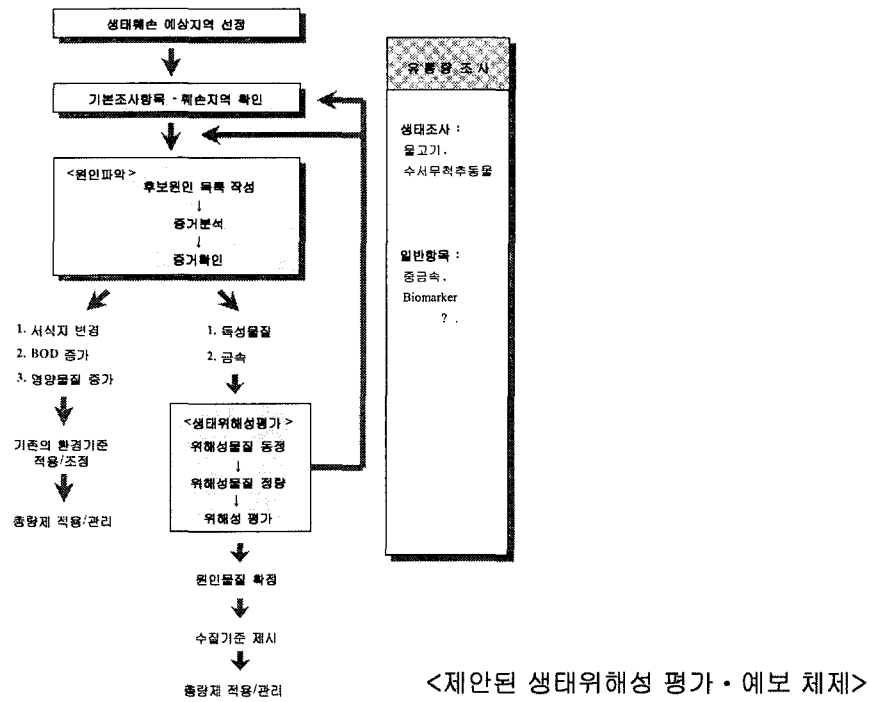 생태훼손 예상지역 선정
기본조사항목 - 훼손지역 확인
<원인파악>
후보원인 목록 작성
↓
증거분석
↓
증거확인
1. 서식지 변경
2. BOD 증가
3. 영양물질 증가
기존의 환경기준
적용/조정
총량제 적용/관리
1. 독성물질
2. 금속
<생태위해성평가>
위해성물질 동정
↓
위해성물질 정량
↓
위해성 평가
원인물질 확정
수질기준 제시
총량제 적용/관리
유통량 조사
생태조사 :
물고기,
수서무척추동물
일반항목 :
중금속,
Biomarker
? .
<제안된 생태위해성 평가・예보 체제>